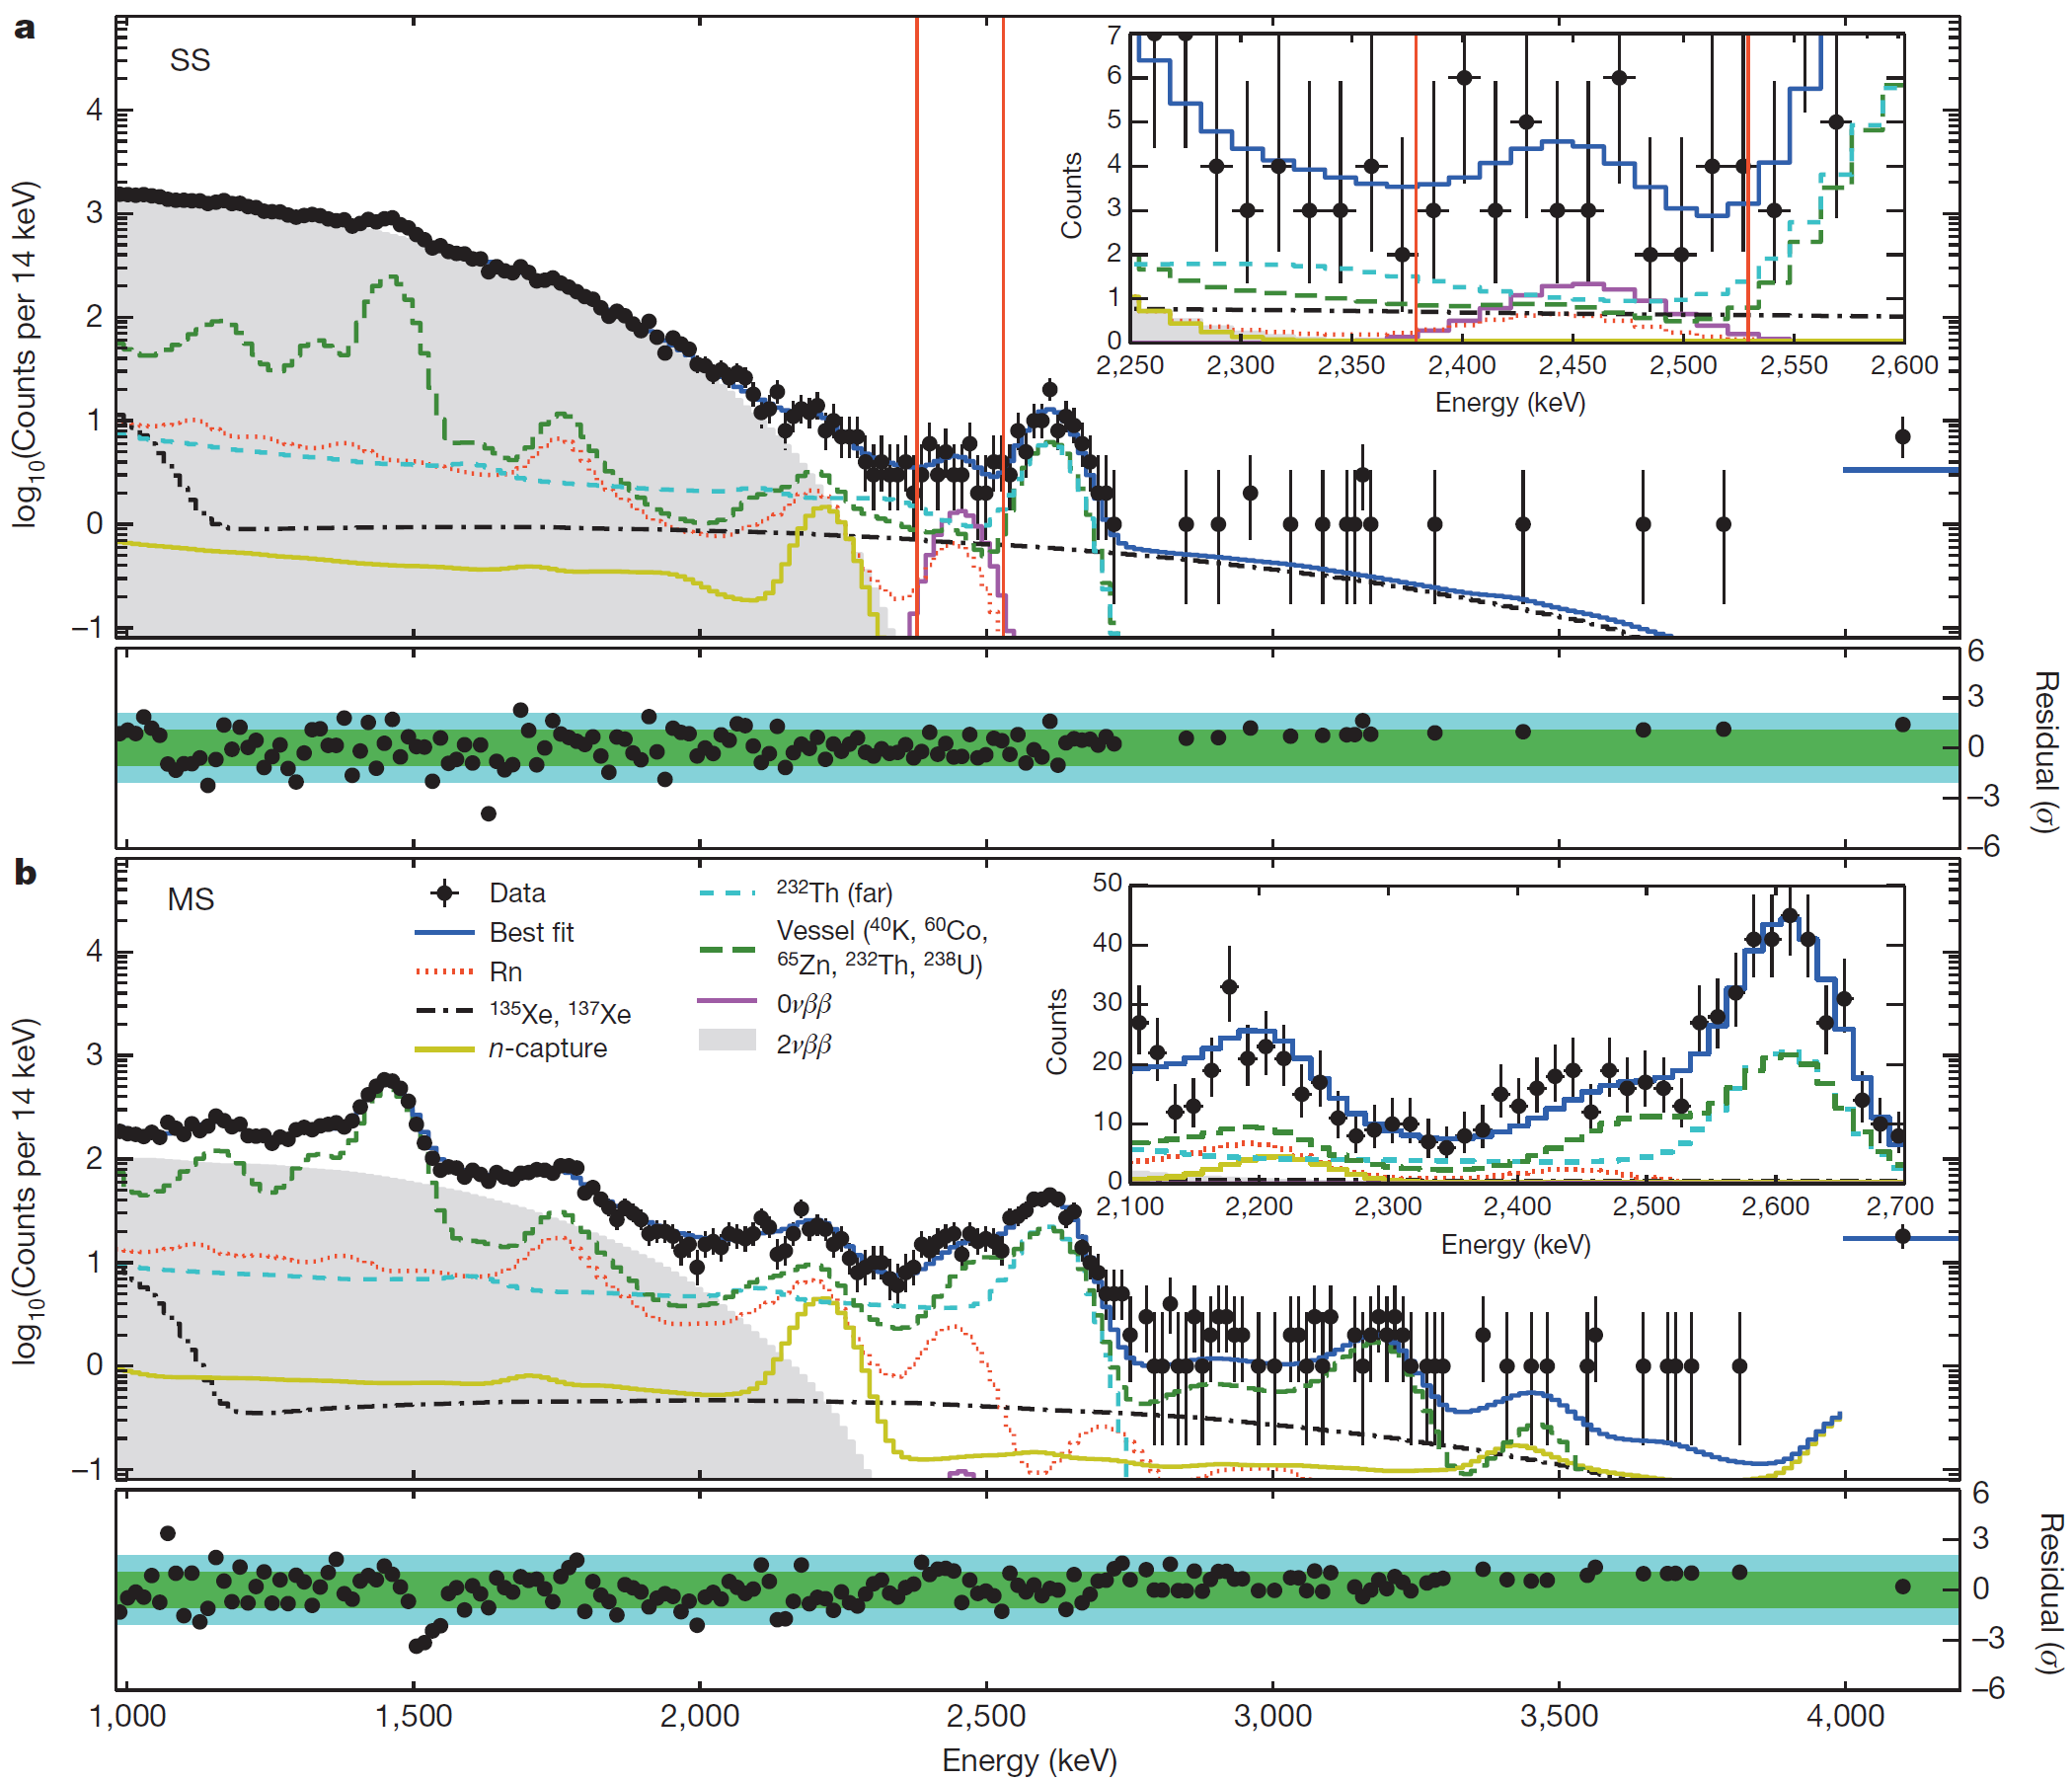 a
SS
log10(Counts per 14 keV)
4
3
2
1
0
–1
Counts
7
6
5
4
3
2
1
0
2,250 2,300 2,350 2,400 2,450 2,500 2,550 2,600
Energy (keV)
6
3
0
–3
–6
Residual (σ)
b
MS
Data
Best fit
Rn
135Xe, 137Xe
n-capture
232Th (far)
Vessel (40K, 60Co,
65Zn, 232Th, 238U)
0νββ
2νββ
log10(Counts per 14 keV)
4
3
2
1
0
–1
Counts
50
40
30
20
10
0
2,100 2,200 2,300 2,400 2,500 2,600 2,700
Energy (keV)
6
3
0
–3
–6
Residual (σ)
1,000 1,500 2,000 2,500 3,000 3,500 4,000
Energy (keV)